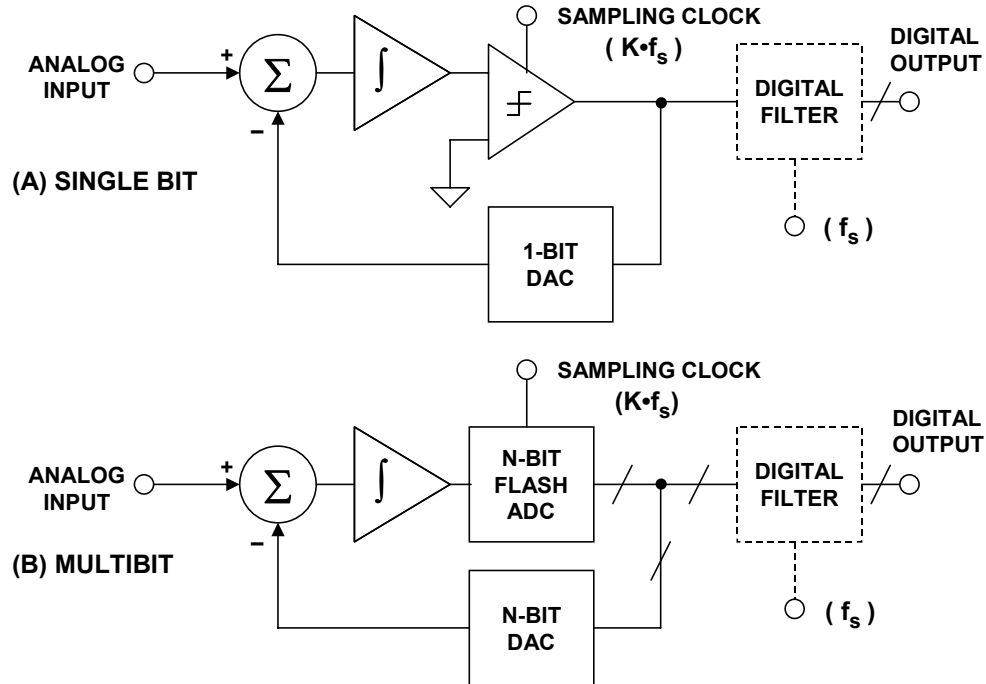 SAMPLING CLOCK
( K•fs )
ANALOG
INPUT
+
Σ
−
∫
DIGITAL
FILTER
DIGITAL
OUTPUT
(A) SINGLE BIT
( fs )
1-BIT
DAC
SAMPLING CLOCK
(K•fs)
ANALOG
INPUT
+
Σ
−
∫
N-BIT
FLASH
ADC
DIGITAL
FILTER
DIGITAL
OUTPUT
(B) MULTIBIT
( fs )
N-BIT
DAC